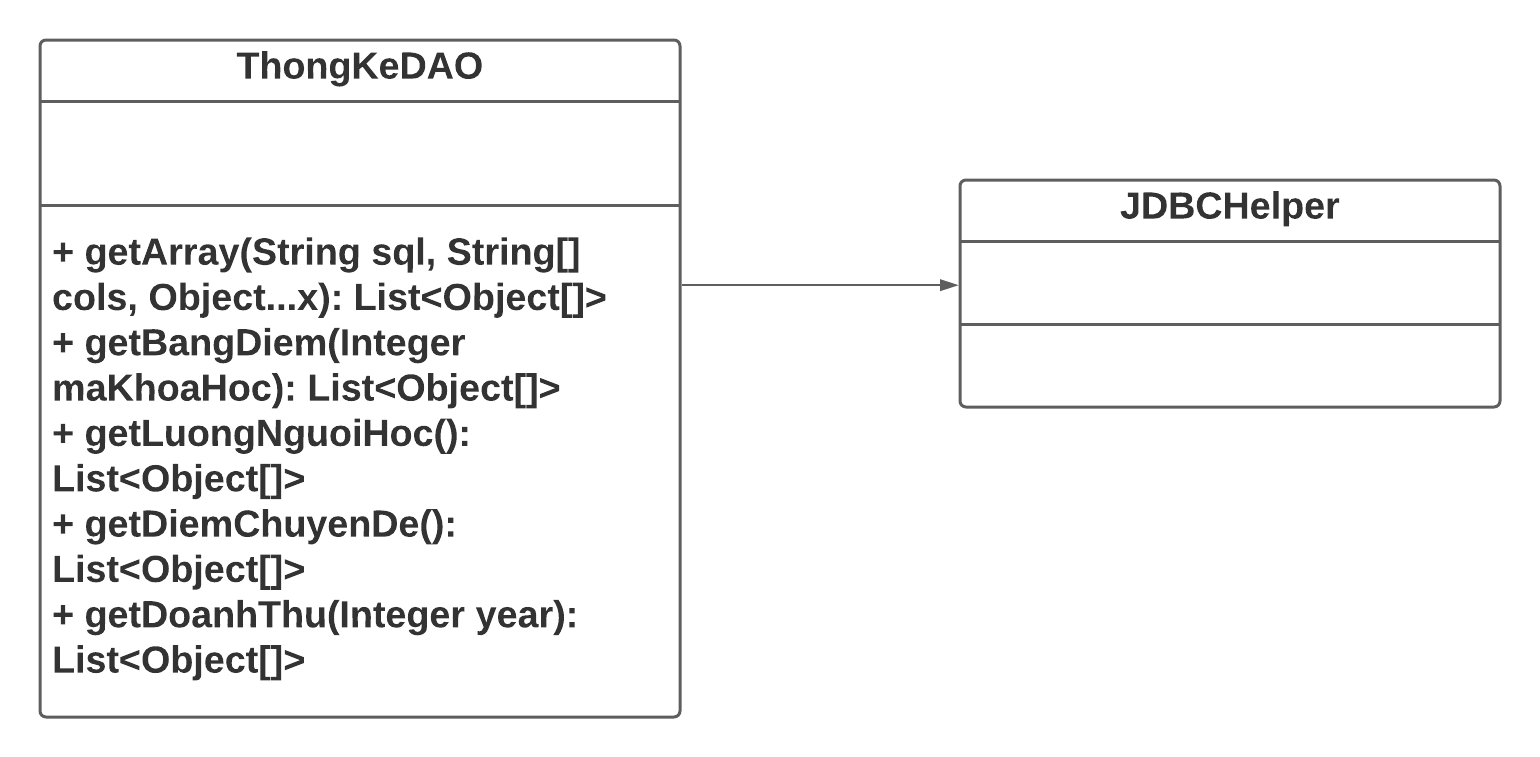 ThongKeDAO
+ getArray(String sql, String[]
cols, Object...x): List<Object[]>
+ getBangDiem(Integer
maKhoaHoc): List<Object[]>
+ getLuongNguoiHoc():
List<Object[]>
+ getDiemChuyenDe():
List<Object[]>
+ getDoanhThu(Integer year):
List<Object[]>
JDBCHelper